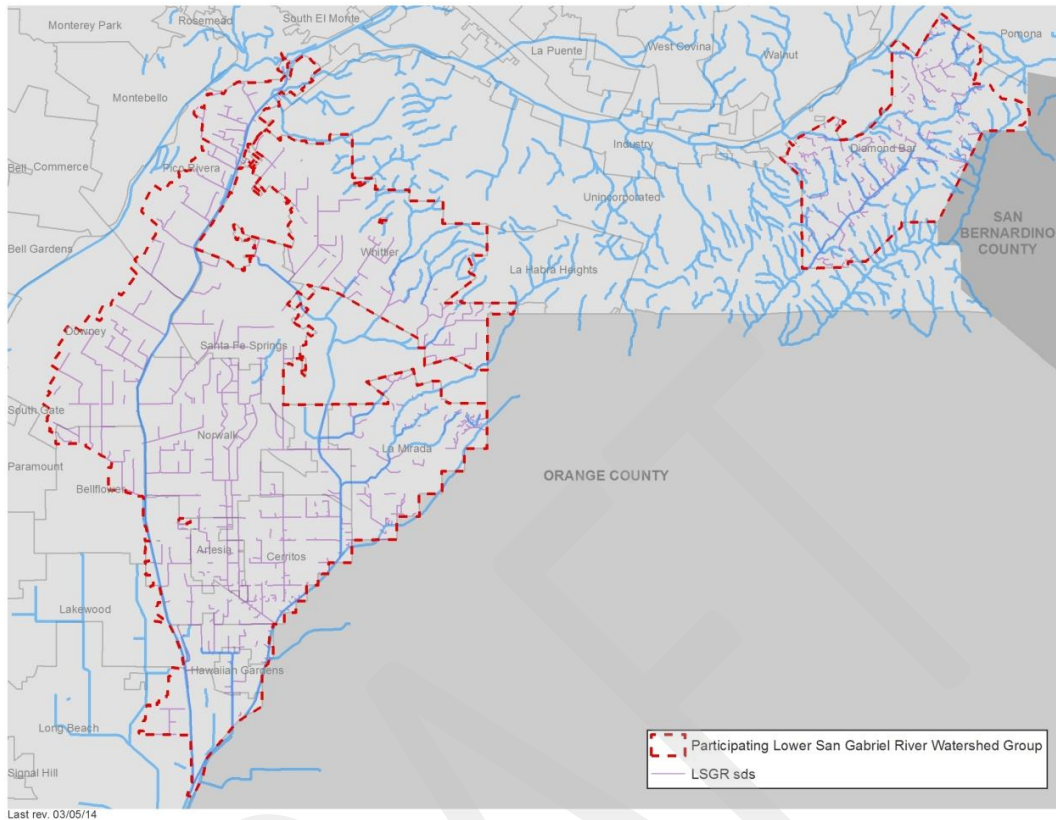 Monterey Park
Rosemead
South El Monte
La Puente
West Covina
Walnut
Pomona
Montebello
Bell
Commerce
Pico Rivera
Industry
Diamond Bar
Unincorporated
SAN
BERNARDINO
COUNTY
Bell Gardens
Whittier
La Habra Heights
Downey
Santa Fe Springs
South Gate
Norwalk
La Mirada
Paramount
ORANGE COUNTY
Bellflower
Artesia
Cerritos
Lakewood
Hawaiian Gardens
Long Beach
Signal Hill
Participating Lower San Gabriel River Watershed Group
LSGR sds
Last rev. 03/05/14